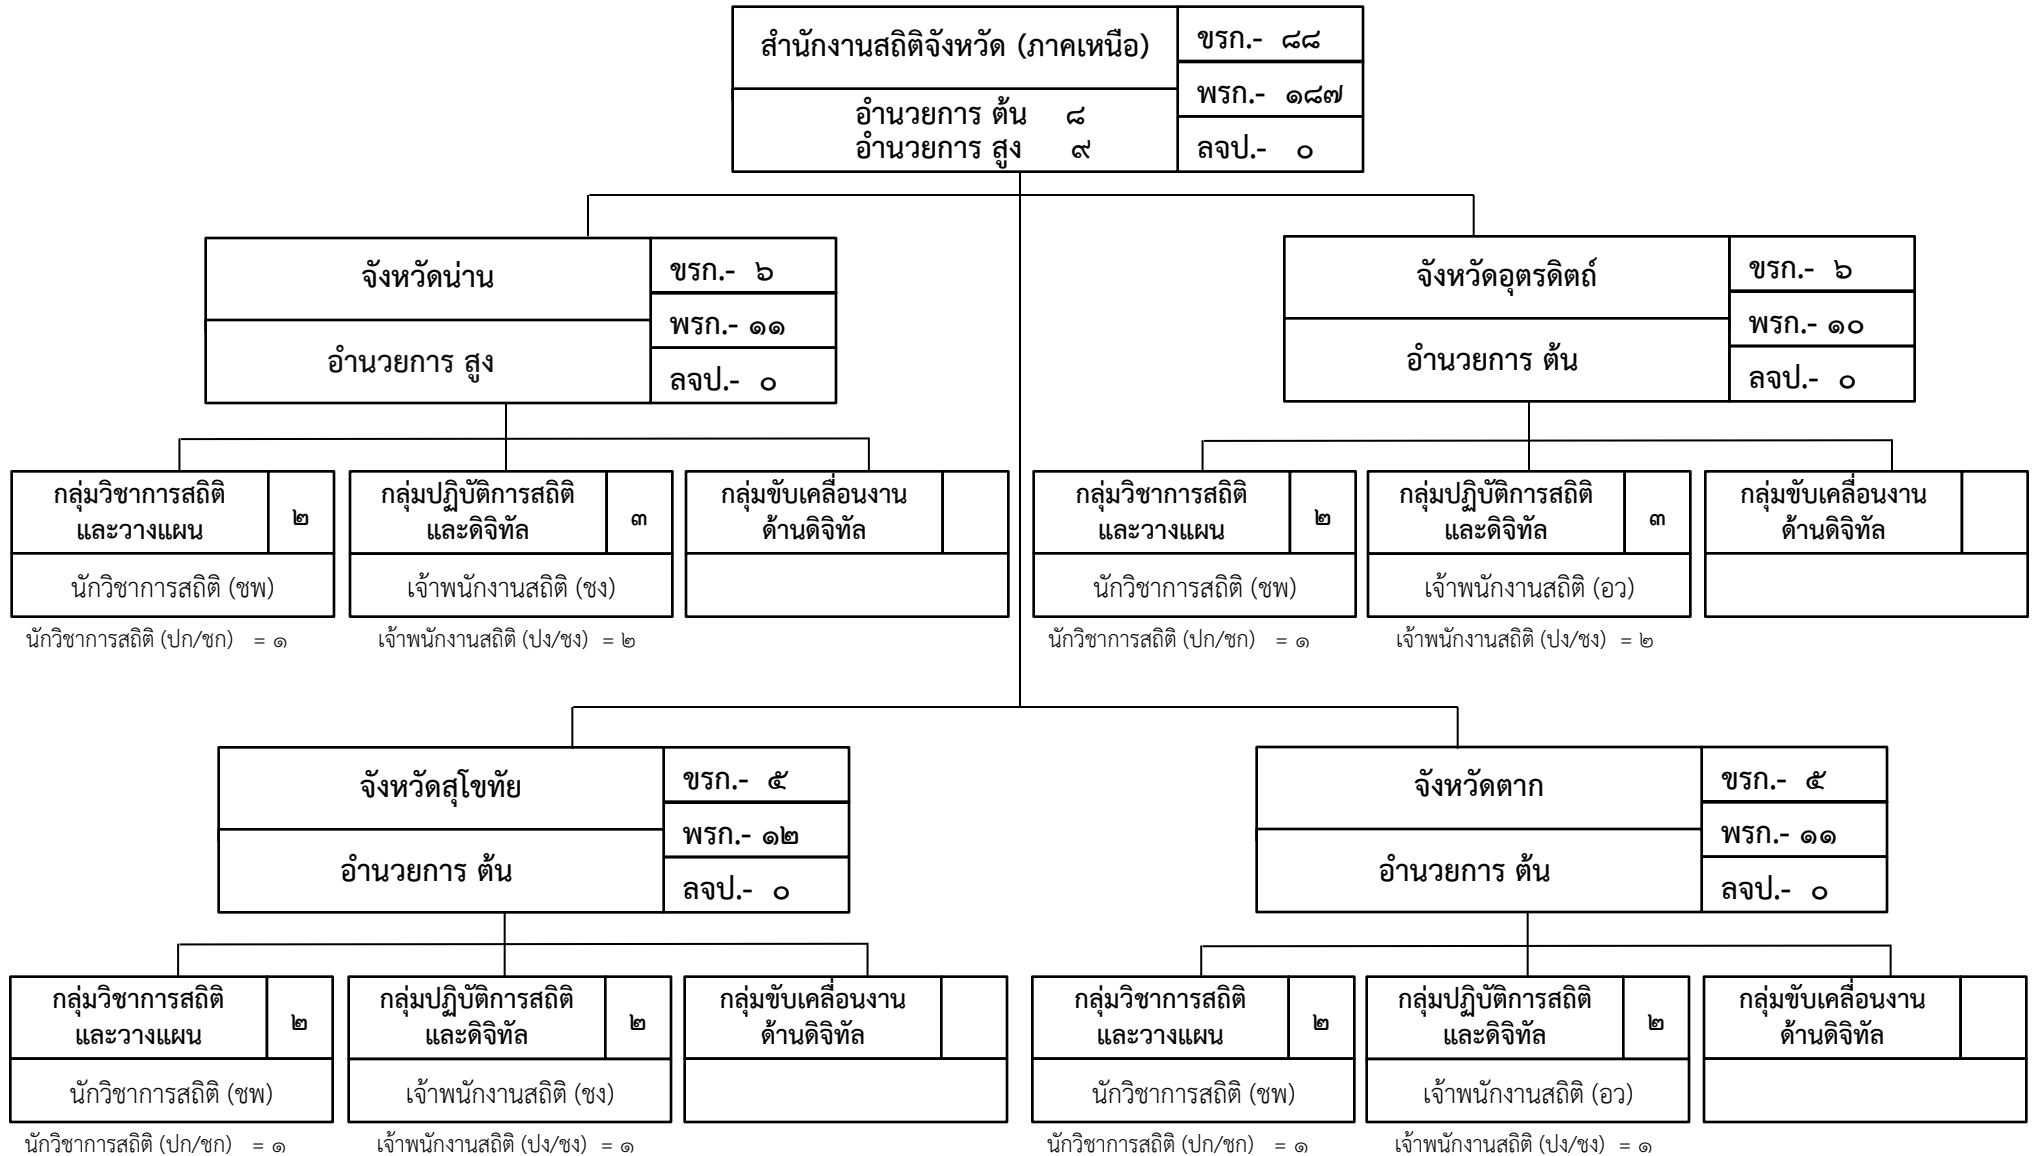 สำนักงานสถิติจังหวัด (ภาคเหนือ)
ขรก.- ๘๘
พรก.- ๑๘๗
อำนวยการ ต้น ๘
อำนวยการ สูง ๙
ลจป.- ๐
จังหวัดน่าน
ขรก.- ๖
พรก.- ๑๑
อำนวยการ สูง
ลจป.- ๐
จังหวัดอุตรดิตถ์
ขรก.- ๖
พรก.- ๑๐
อำนวยการ ต้น
ลจป.- ๐
กลุ่มวิชาการสถิติ
และวางแผน
๒
นักวิชาการสถิติ (ชพ)
นักวิชาการสถิติ (ปก/ชก) = ๑
กลุ่มปฏิบัติการสถิติ
และดิจิทัล
๓
เจ้าพนักงานสถิติ (ชง)
เจ้าพนักงานสถิติ (ปง/ชง) = ๒
กลุ่มขับเคลื่อนงาน
ด้านดิจิทัล
กลุ่มวิชาการสถิติ
และวางแผน
๒
นักวิชาการสถิติ (ชพ)
นักวิชาการสถิติ (ปก/ชก) = ๑
กลุ่มปฏิบัติการสถิติ
และดิจิทัล
๓
เจ้าพนักงานสถิติ (อว)
เจ้าพนักงานสถิติ (ปง/ชง) = ๒
กลุ่มขับเคลื่อนงาน
ด้านดิจิทัล
จังหวัดสุโขทัย
ขรก.- ๕
พรก.- ๑๒
อำนวยการ ต้น
ลจป.- ๐
จังหวัดตาก
ขรก.- ๕
พรก.- ๑๑
อำนวยการ ต้น
ลจป.- ๐
กลุ่มวิชาการสถิติ
และวางแผน
๒
นักวิชาการสถิติ (ชพ)
นักวิชาการสถิติ (ปก/ชก) = ๑
กลุ่มปฏิบัติการสถิติ
และดิจิทัล
๒
เจ้าพนักงานสถิติ (ชง)
เจ้าพนักงานสถิติ (ปง/ชง) = ๑
กลุ่มขับเคลื่อนงาน
ด้านดิจิทัล
กลุ่มวิชาการสถิติ
และวางแผน
๒
นักวิชาการสถิติ (ชพ)
นักวิชาการสถิติ (ปก/ชก) = ๑
กลุ่มปฏิบัติการสถิติ
และดิจิทัล
๒
เจ้าพนักงานสถิติ (อว)
เจ้าพนักงานสถิติ (ปง/ชง) = ๑
กลุ่มขับเคลื่อนงาน
ด้านดิจิทัล